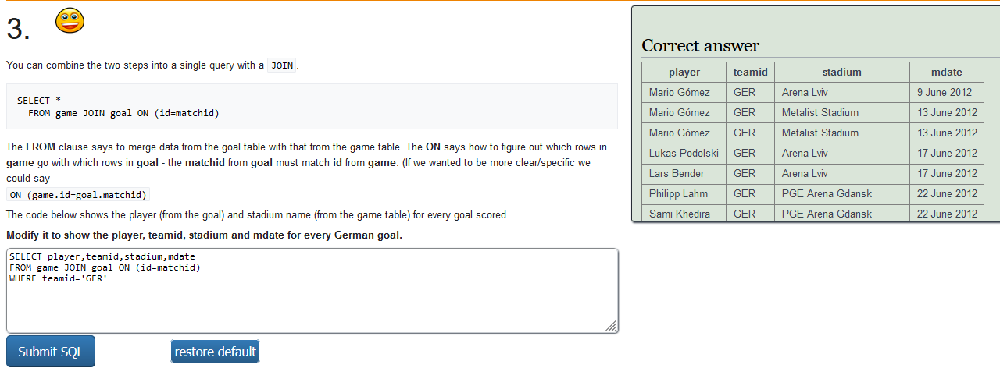 3.
You can combine the two steps into a single query with a JOIN.
SELECT *
FROM game JOIN goal ON (id=matchid)
The FROM clause says to merge data from the goal table with that from the game table. The ON says how to figure out which rows in
game go with which rows in goal - the matchid from goal must match id from game. (If we wanted to be more clear/specific we
could say
ON (game.id=goal.matchid)
The code below shows the player (from the goal) and stadium name (from the game table) for every goal scored.
Modify it to show the player, teamid, stadium and mdate for every German goal.
SELECT player,teamid,stadium,mdate
FROM game JOIN goal ON (id=matchid)
WHERE teamid='GER'
Submit SQL restore default
Correct answer
player teamid stadium mdate
Mario Gómez GER Arena Lviv 9 June 2012
Mario Gómez GER Metalist Stadium 13 June 2012
Mario Gómez GER Metalist Stadium 13 June 2012
Lukas Podolski GER Arena Lviv 17 June 2012
Lars Bender GER Arena Lviv 17 June 2012
Philipp Lahm GER PGE Arena Gdansk 22 June 2012
Sami Khedira GER PGE Arena Gdansk 22 June 2012